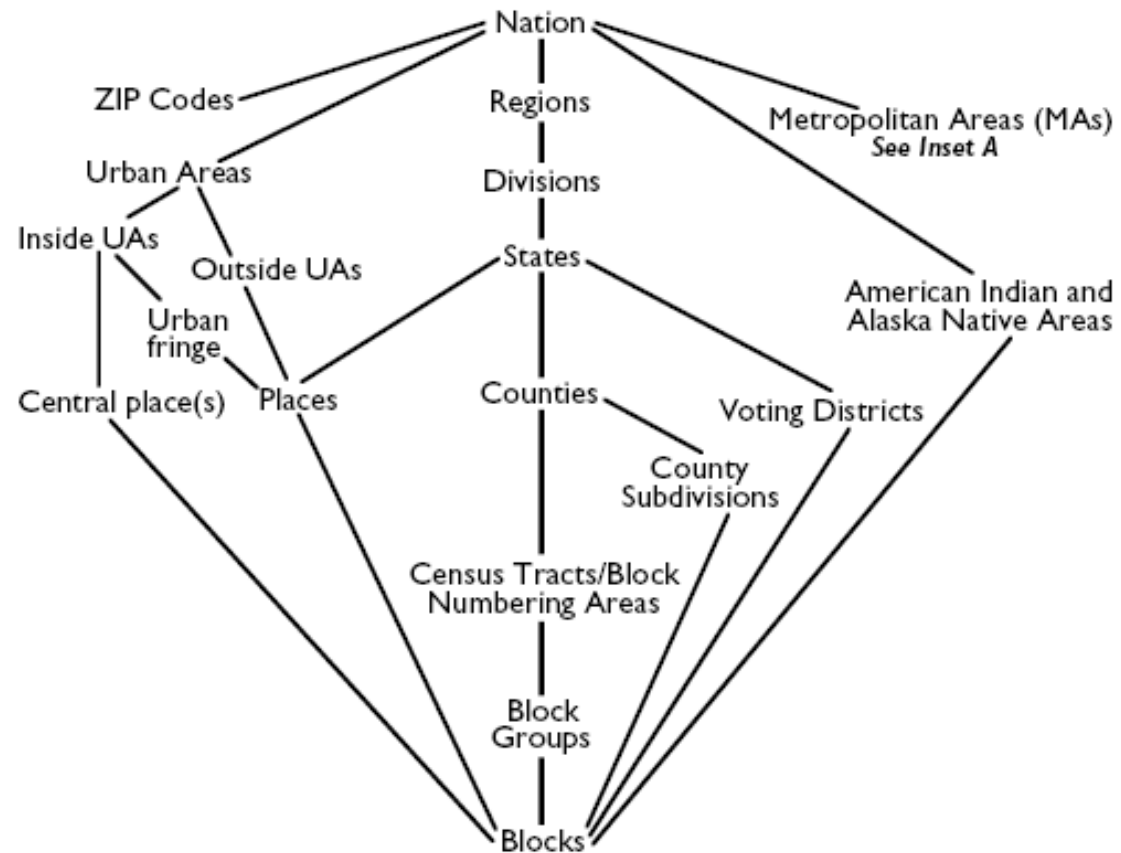 Nation
ZIP Codes
Regions
Metropolitan Areas (MAs)
See Inset A
Urban Areas
Divisions
Inside UAs
Outside UAs
States
American Indian and
Alaska Native Areas
Urban
fringe
Central place(s)
Places
Counties
Voting Districts
County
Subdivisions
Census Tracts/Block
Numbering Areas
Block
Groups
Blocks